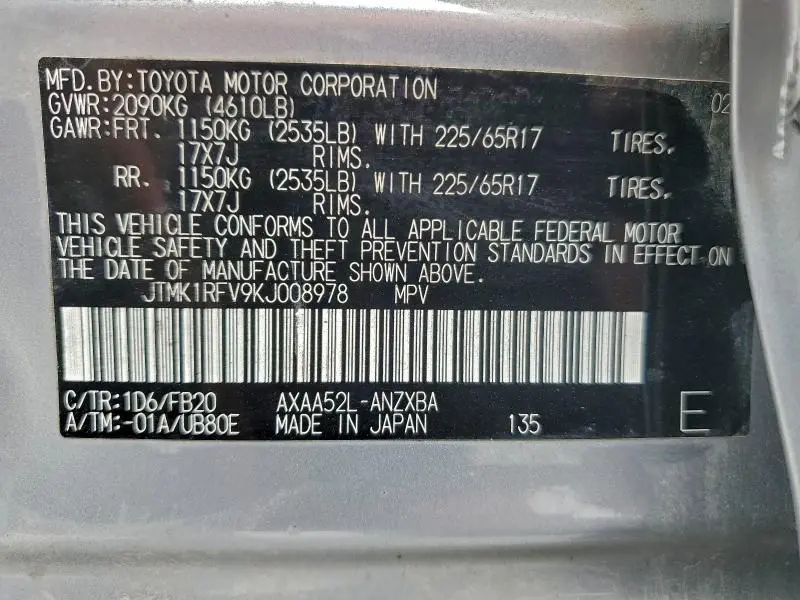 MFD.BY:TOYOTA MOTOR CORPORATION
GVWR:2090KG (4610LB) 02
GAWR:FRT. 1150KG (2535LB) WITH 225/65R17 TIRES.
17X7J RIMS.
RR. 1150KG (2535LB) WITH 225/65R17 TIRES.
17X7J RIMS.
THIS VEHICLE CONFORMS TO ALL APPLICABLE FEDERAL MOTOR
VEHICLE SAFETY AND THEFT PREVENTION STANDARDS IN EFFECT ON
THE DATE OF MANUFACTURE SHOWN ABOVE.
JTMK1RFV9KJ008978 MPV
C/TR:1D6/FB20 AXAA52L-ANZXBA
A/TM:-01A/UB80E MADE IN JAPAN 135 E